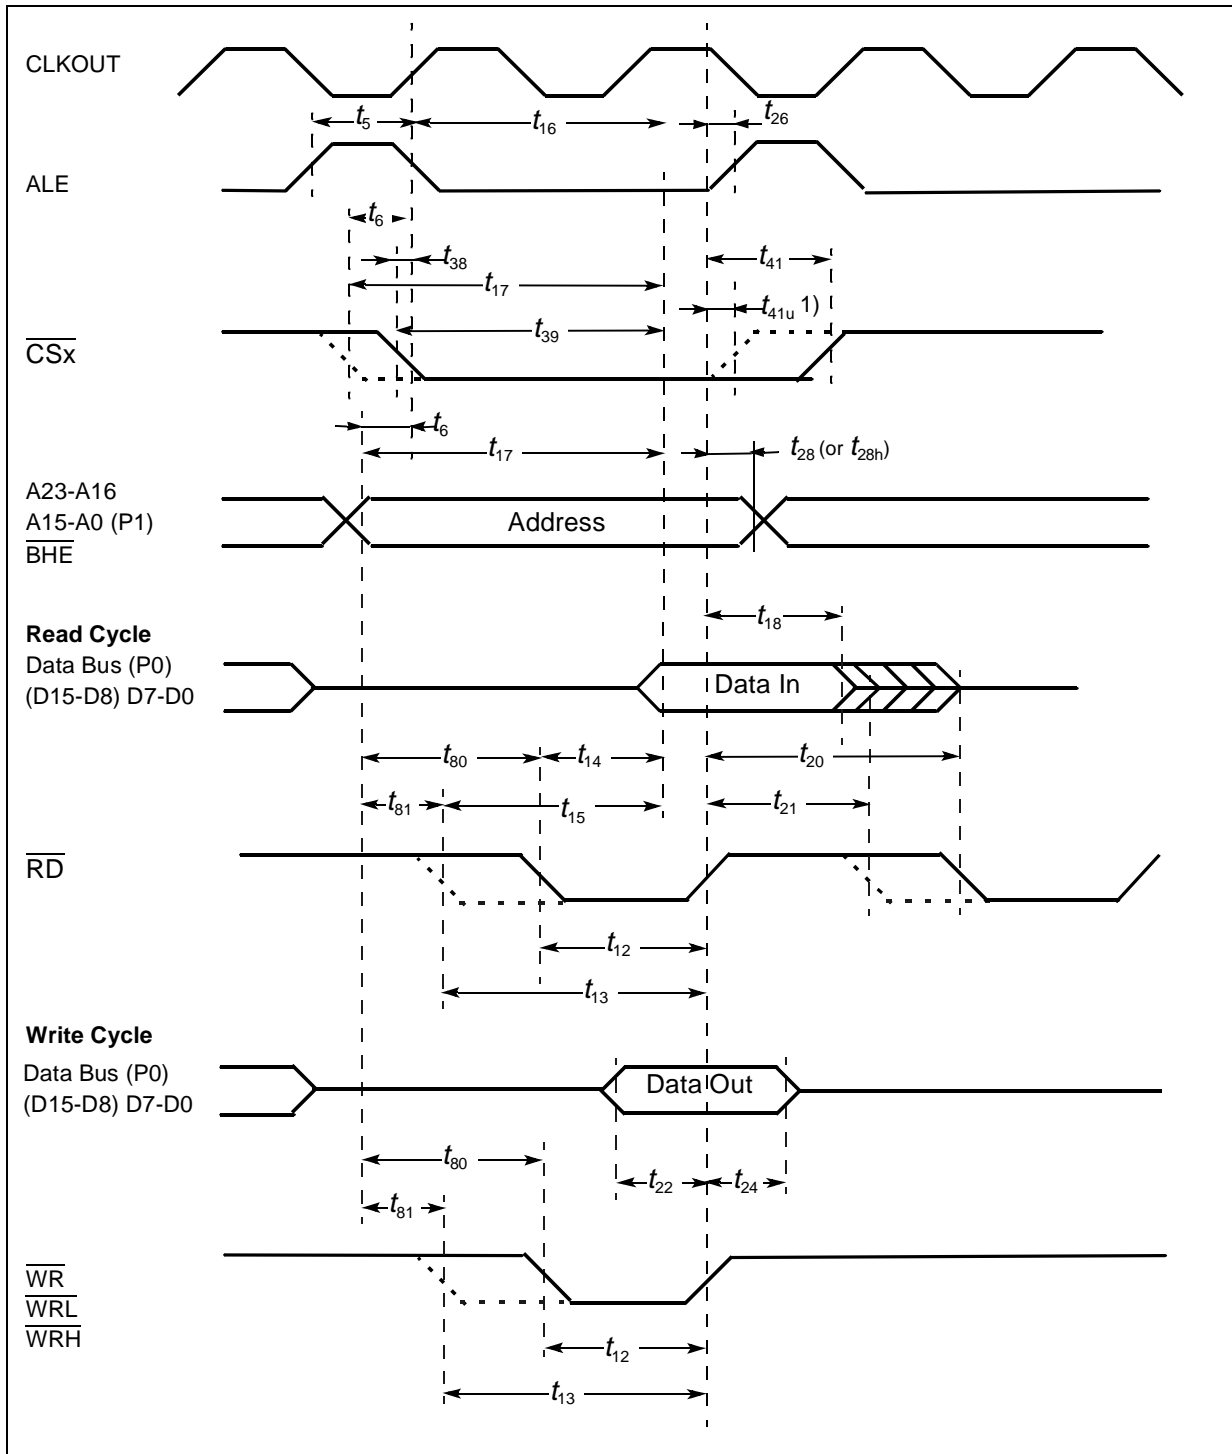 CLKOUT
t5
t16
t26
ALE
t6
t38
t41
t17
t41u 1)
t39
CSx
t6
t17
t28 (or t28h)
A23-A16
A15-A0 (P1)
Address
BHE
t18
Read Cycle
Data Bus (P0)
Data In
(D15-D8) D7-D0
t80
t14
t20
t81
t15
t21
RD
t12
t13
Write Cycle
Data Bus (P0)
Data Out
(D15-D8) D7-D0
t80
t22
t24
t81
WR
WRL
WRH
t12
t13